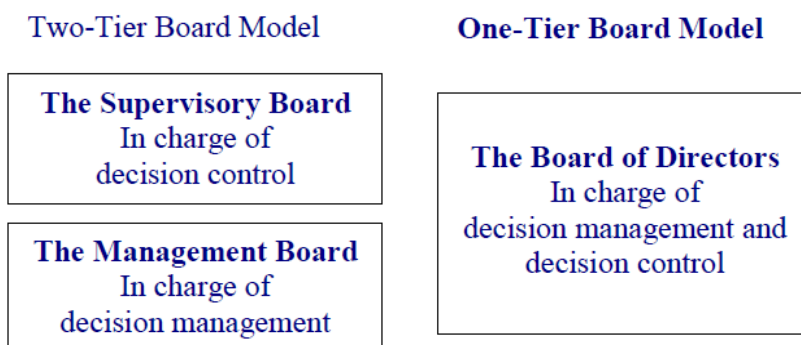 Two-Tier Board Model
The Supervisory Board
In charge of
decision control
The Management Board
In charge of
decision management
One-Tier Board Model
The Board of Directors
In charge of
decision management and
decision control